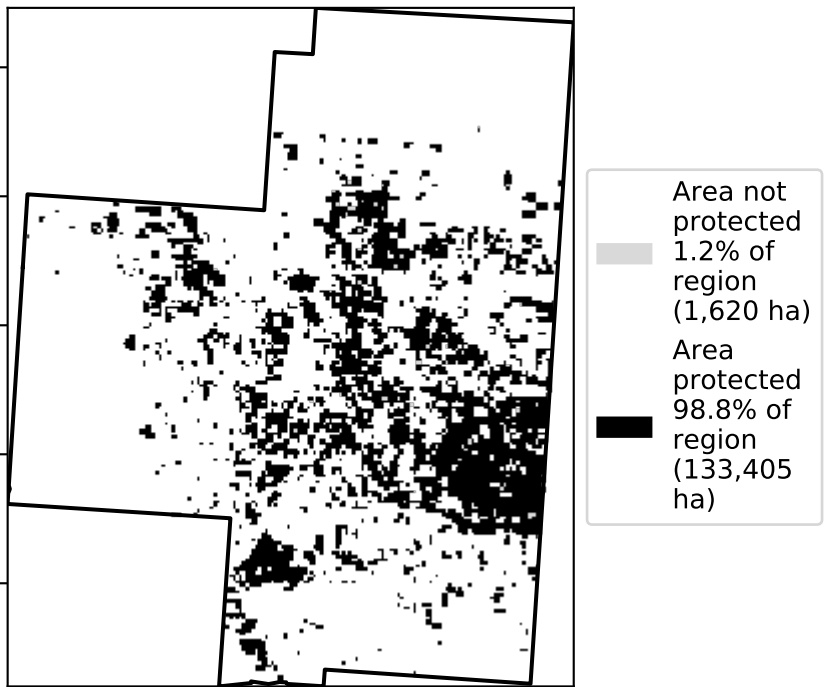 Area not
protected
1.2% of
region
(1,620 ha)
Area
protected
98.8% of
region
(133,405
ha)